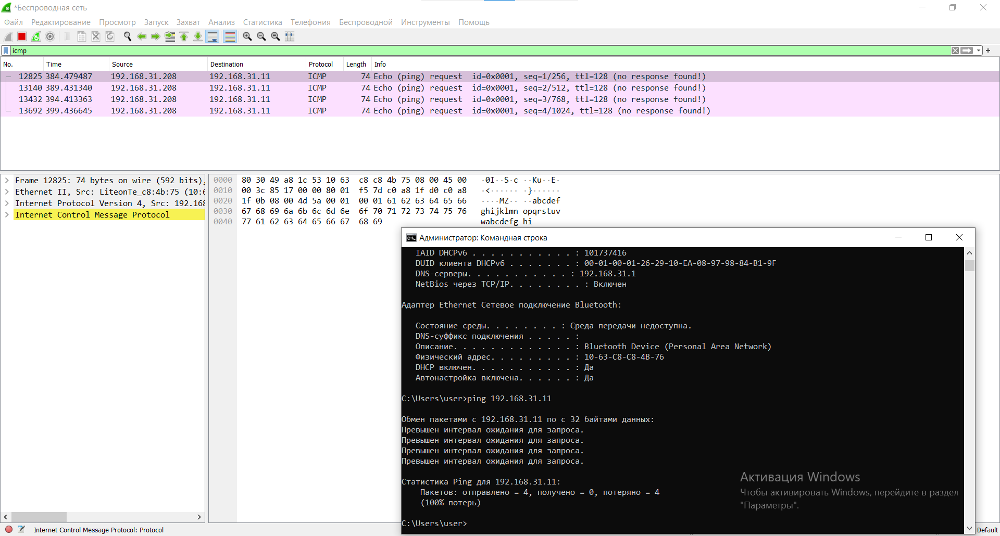 *Беспроводная сеть
Файл Редактирование Просмотр Запуск Захват Анализ Статистика Телефония Беспроводной Инструменты Помощь
icmp
No. Time Source Destination Protocol Length Info
12825 384.479487 192.168.31.208 192.168.31.11 ICMP 74 Echo (ping) request id=0x0001, seq=1/256, ttl=128 (no response found!)
13140 389.431340 192.168.31.208 192.168.31.11 ICMP 74 Echo (ping) request id=0x0001, seq=2/512, ttl=128 (no response found!)
13432 394.413363 192.168.31.208 192.168.31.11 ICMP 74 Echo (ping) request id=0x0001, seq=3/768, ttl=128 (no response found!)
13692 399.436645 192.168.31.208 192.168.31.11 ICMP 74 Echo (ping) request id=0x0001, seq=4/1024, ttl=128 (no response found!)
Frame 12825: 74 bytes on wire (592 bits),
Ethernet II, Src: LiteonTe_c8:4b:75 (10:6
Internet Protocol Version 4, Src: 192.168
Internet Control Message Protocol
0000 80 30 49 a8 1c 53 10 63 c8 c8 4b 75 08 00 45 00 ·0I··S·c ··Ku··E·
0010 00 3c 85 17 00 00 80 01 f5 7d c0 a8 1f d0 c0 a8 ·<······ ·}······
0020 1f 0b 08 00 4d 5a 00 01 00 01 61 62 63 64 65 66 ····MZ·· ··abcdef
0030 67 68 69 6a 6b 6c 6d 6e 6f 70 71 72 73 74 75 76 ghijklmn opqrstuv
0040 77 61 62 63 64 65 66 67 68 69 wabcdefg hi
Администратор: Командная строка
IAID DHCPv6 . . . . . . . . . . . : 101737416
DUID клиента DHCPv6 . . . . . . . : 00-01-00-01-26-29-10-EA-08-97-98-84-B1-9F
DNS-серверы. . . . . . . . . . . : 192.168.31.1
NetBios через TCP/IP. . . . . . . . : Включен
Адаптер Ethernet Сетевое подключение Bluetooth:
Состояние среды. . . . . . . . : Среда передачи недоступна.
DNS-суффикс подключения . . . . . :
Описание. . . . . . . . . . . . . : Bluetooth Device (Personal Area Network)
Физический адрес. . . . . . . . . : 10-63-C8-C8-4B-76
DHCP включен. . . . . . . . . . . : Да
Автонастройка включена. . . . . . : Да
C:\Users\user>ping 192.168.31.11
Обмен пакетами с 192.168.31.11 по с 32 байтами данных:
Превышен интервал ожидания для запроса.
Превышен интервал ожидания для запроса.
Превышен интервал ожидания для запроса.
Превышен интервал ожидания для запроса.
Статистика Ping для 192.168.31.11:
Пакетов: отправлено = 4, получено = 0, потеряно = 4
(100% потерь)
C:\Users\user>
Активация Windows
Чтобы активировать Windows, перейдите в раздел
"Параметры".
Internet Control Message Protocol: Protocol
Default